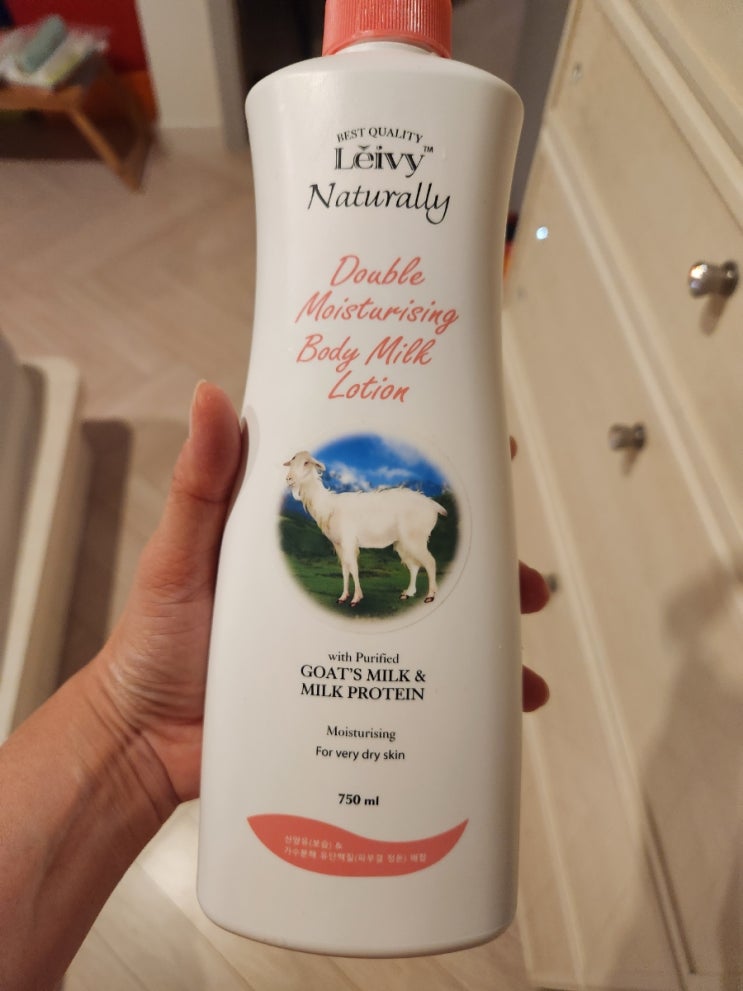 BEST QUALITY
Lěivy™
Naturally
Double
Moisturising
Body Milk
Lotion
with Purified
GOAT'S MILK &
MILK PROTEIN
Moisturising
For very dry skin
750 ml
산양유(보습) &
가수분해 유단백질(피부결 정돈) 배합